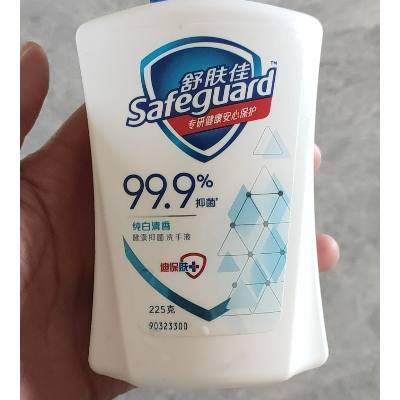 舒肤佳
Safeguard™
专研健康安心保护
99.9%
抑菌*
纯白清香
健康抑菌洗手液
迪保肤+
225克
90323300